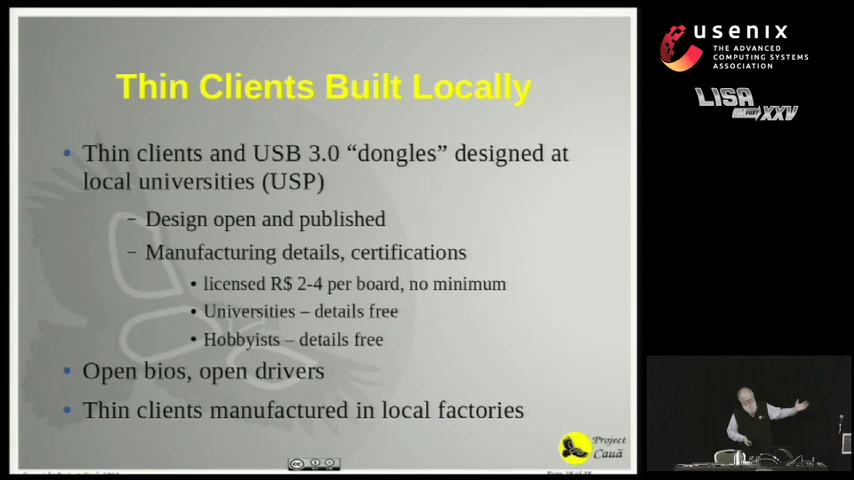 Thin Clients Built Locally
• Thin clients and USB 3.0 “dongles” designed at
local universities (USP)
– Design open and published
– Manufacturing details, certifications
• licensed R$ 2-4 per board, no minimum
• Universities – details free
• Hobbyists – details free
• Open bios, open drivers
• Thin clients manufactured in local factories
Project
Cauã
usenix
THE ADVANCED
COMPUTING SYSTEMS
ASSOCIATION
LISA
XXV